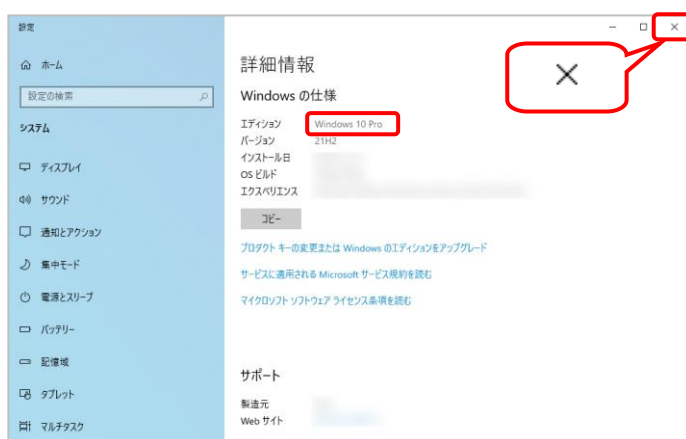 設定
ホーム
設定の検索
システム
ディスプレイ
サウンド
通知とアクション
集中モード
電源とスリープ
バッテリー
記憶域
タブレット
マルチタスク
詳細情報
Windows の仕様
エディション Windows 10 Pro
バージョン 21H2
インストール日
OS ビルド
エクスペリエンス
コピー
プロダクト キーの変更または Windows のエディションをアップグレード
サービスに適用される Microsoft サービス規約を読む
マイクロソフト ソフトウェア ライセンス条項を読む
サポート
製造元
Web サイト